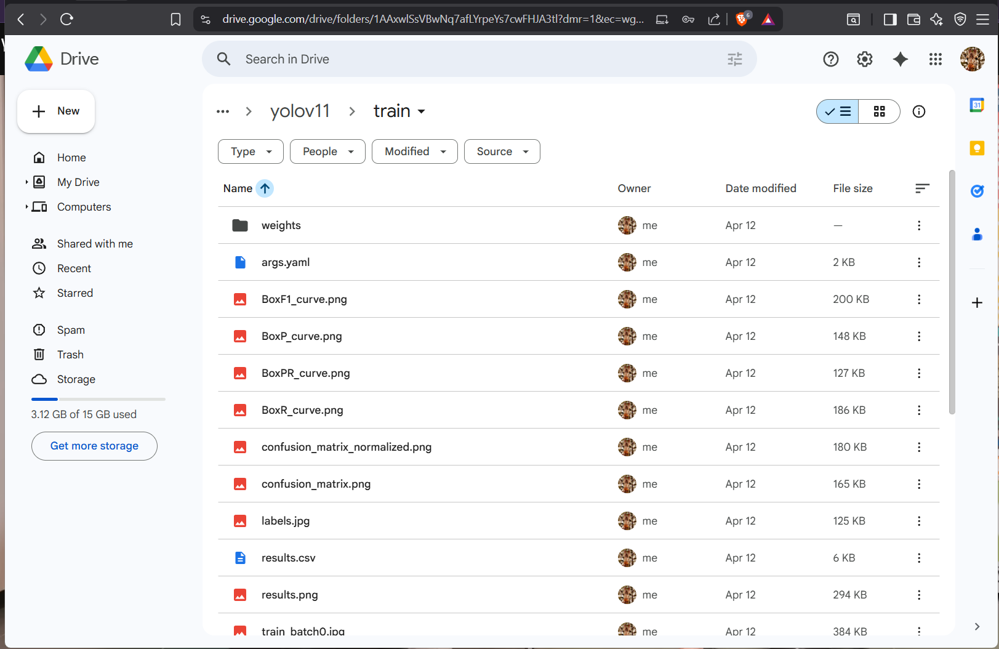 drive.google.com/drive/folders/1AAxwlSsVBwNq7afLYrpeYs7cwFHJA3tl?dmr=1&ec=wg...
6
Drive
Search in Drive
New
yolov11
train
31
Type
People
Modified
Source
Home
My Drive
Computers
Shared with me
Recent
Starred
Spam
Trash
Storage
3.12 GB of 15 GB used
Get more storage
Name Owner Date modified File size
weights me Apr 12 —
args.yaml me Apr 12 2 KB
BoxF1_curve.png me Apr 12 200 KB
BoxP_curve.png me Apr 12 148 KB
BoxPR_curve.png me Apr 12 127 KB
BoxR_curve.png me Apr 12 186 KB
confusion_matrix_normalized.png me Apr 12 180 KB
confusion_matrix.png me Apr 12 165 KB
labels.jpg me Apr 12 125 KB
results.csv me Apr 12 6 KB
results.png me Apr 12 294 KB
train_batch0.jpg me Apr 12 384 KB